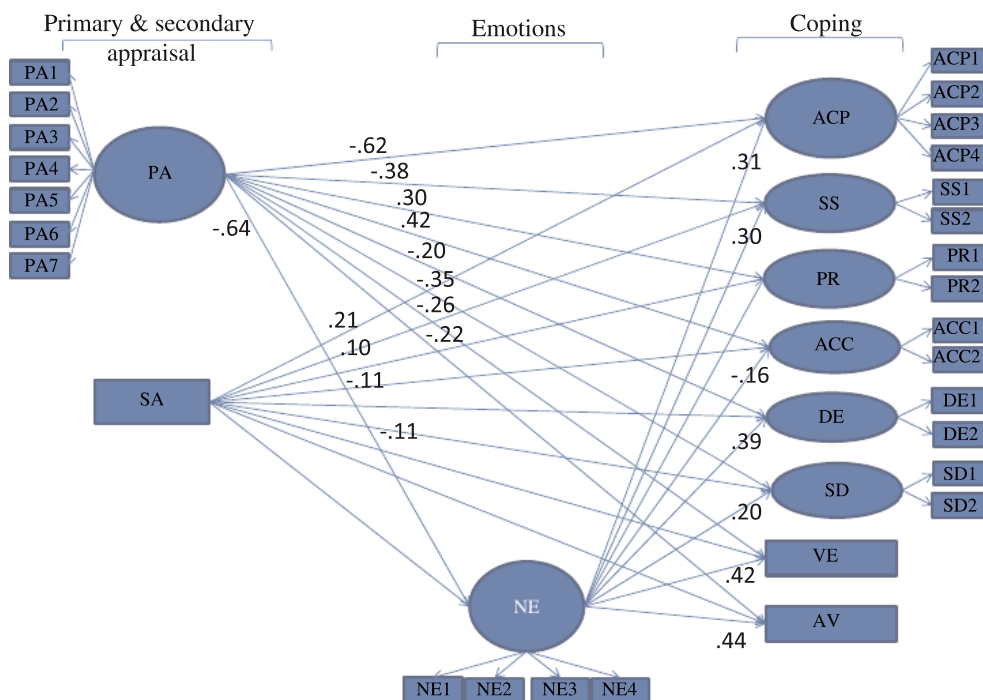 Primary & secondary
appraisal
Emotions
Coping
PA1
PA2
PA3
PA4
PA5
PA6
PA7
PA
SA
NE
NE1
NE2
NE3
NE4
ACP
SS
PR
ACC
DE
SD
VE
AV
ACP1
ACP2
ACP3
ACP4
SS1
SS2
PR1
PR2
ACC1
ACC2
DE1
DE2
SD1
SD2
-.62
-.38
.30
.42
-.20
-.35
-.26
-.22
-.64
.21
.10
-.11
-.11
.31
.30
-.16
.39
.20
.42
.44